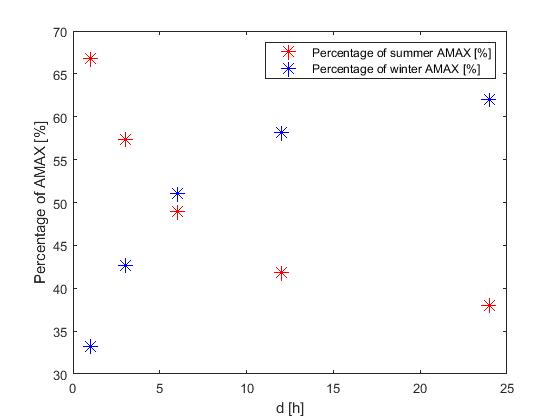 70
65
60
55
50
45
40
35
30
Percentage of AMAX [%]
Percentage of summer AMAX [%]
Percentage of winter AMAX [%]
0 5 10 15 20 25
d [h]